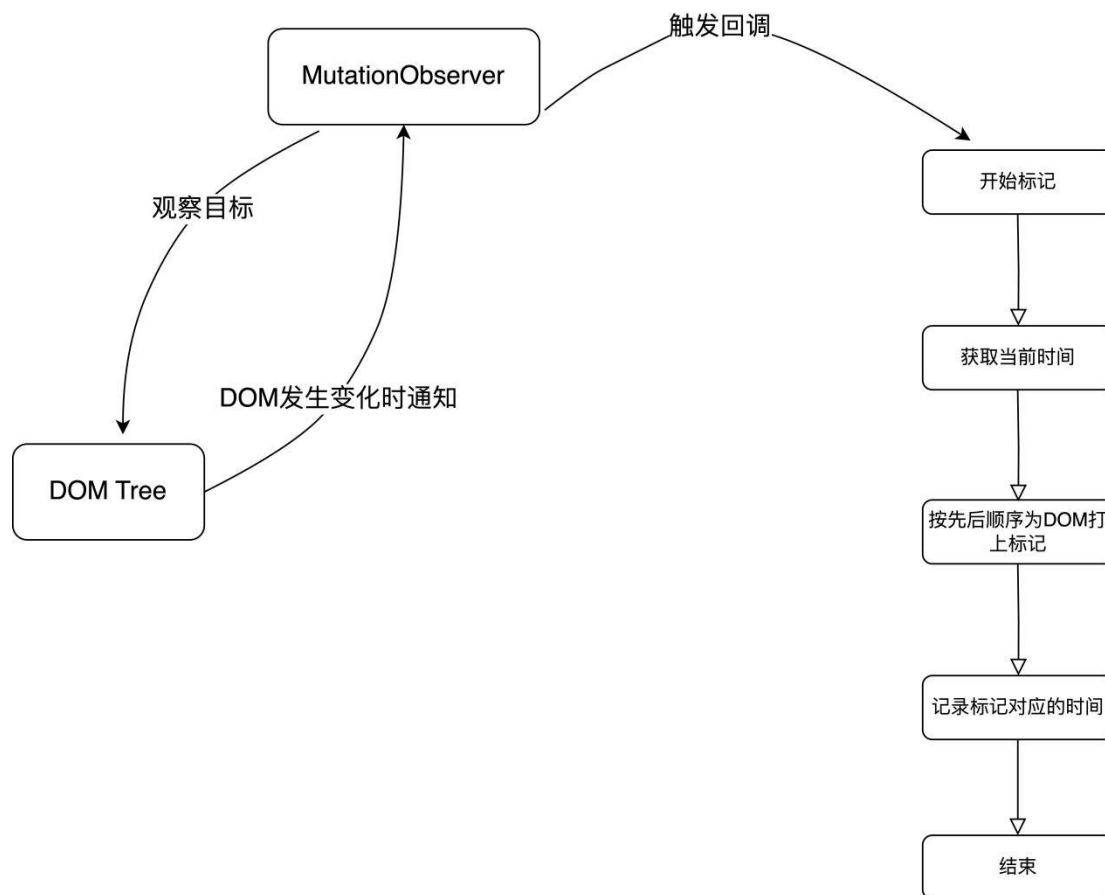 触发回调
MutationObserver
开始标记
观察目标
获取当前时间
DOM发生变化时通知
DOM Tree
按先后顺序为DOM打
上标记
记录标记对应的时间
结束